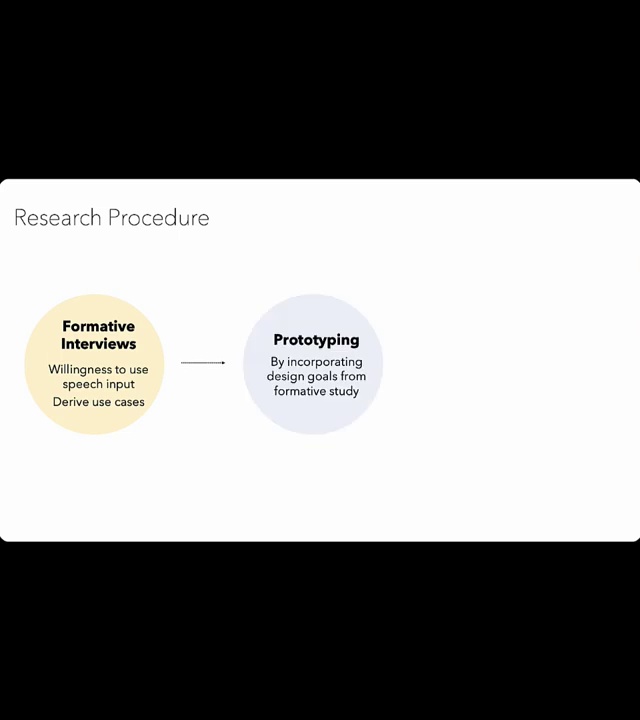 Research Procedure
Formative
Interviews
Willingness to use
speech input
Derive use cases
Prototyping
By incorporating
design goals from
formative study